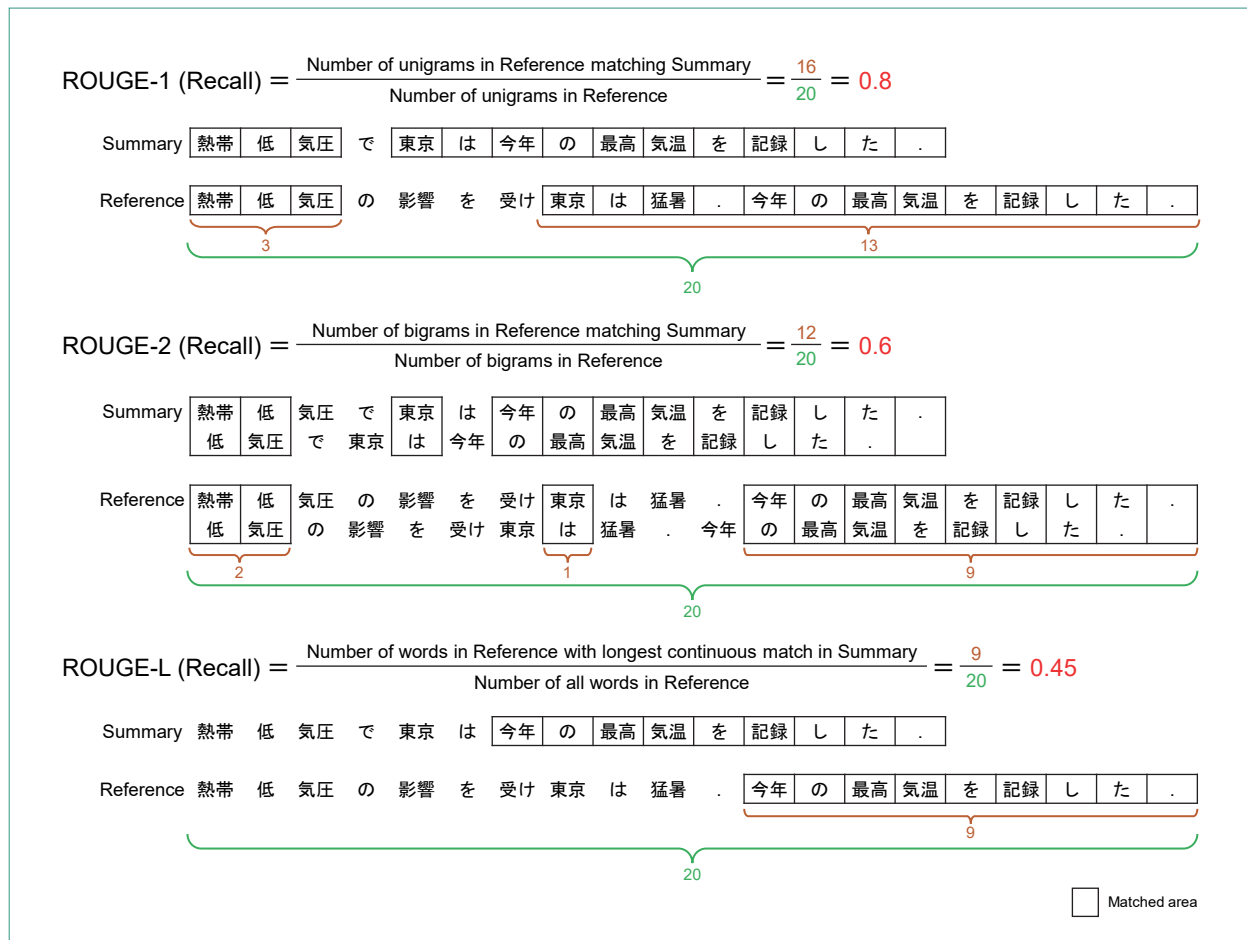 ROUGE-1 (Recall) = Number of unigrams in Reference matching Summary / Number of unigrams in Reference = 16 / 20 = 0.8
Summary 熱帯 低 気圧 で 東京 は 今年 の 最高 気温 を 記録 し た .
Reference 熱帯 低 気圧 の 影響 を 受け 東京 は 猛暑 . 今年 の 最高 気温 を 記録 し た .
3 13
20
ROUGE-2 (Recall) = Number of bigrams in Reference matching Summary / Number of bigrams in Reference = 12 / 20 = 0.6
Summary 熱帯 低 気圧 で 東京 は 今年 の 最高 気温 を 記録 し た .
低 気圧 で 東京 は 今年 の 最高 気温 を 記録 し た .
Reference 熱帯 低 気圧 の 影響 を 受け 東京 は 猛暑 . 今年 の 最高 気温 を 記録 し た .
低 気圧 の 影響 を 受け 東京 は 猛暑 . 今年 の 最高 気温 を 記録 し た .
2 1 9
20
ROUGE-L (Recall) = Number of words in Reference with longest continuous match in Summary / Number of all words in Reference = 9 / 20 = 0.45
Summary 熱帯 低 気圧 で 東京 は 今年 の 最高 気温 を 記録 し た .
Reference 熱帯 低 気圧 の 影響 を 受け 東京 は 猛暑 . 今年 の 最高 気温 を 記録 し た .
9
20
Matched area